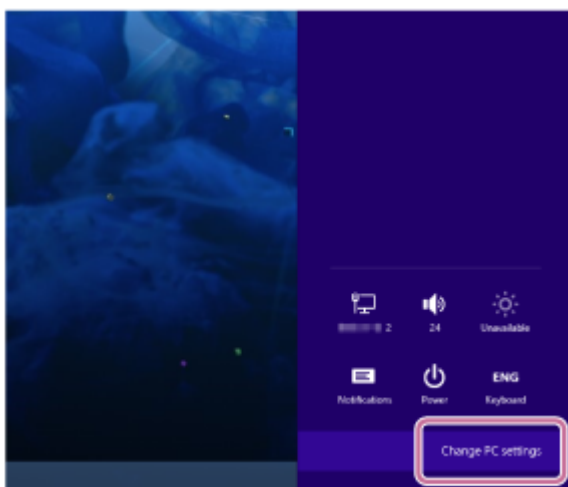 2
24
Unavailable
ENG
Notifications
Power
Keyboard
Change PC settings